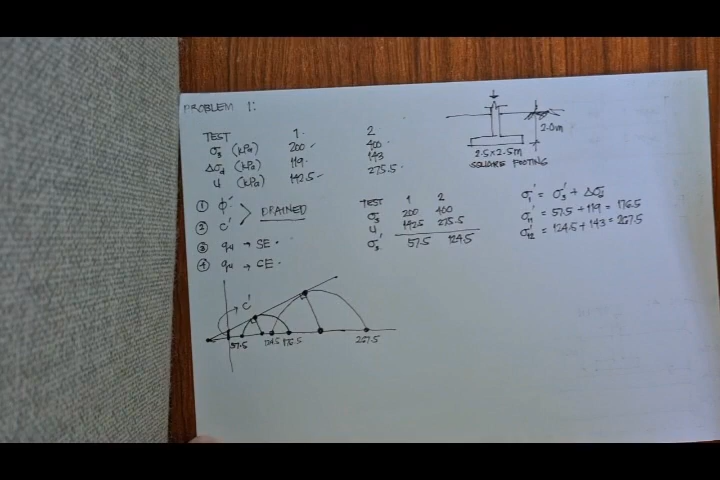 PROBLEM 1:
TEST 1. 2
σ3 (kPa) 200 400
Δσd (kPa) 119. 143
u (kPa) 142.5 275.5.
① φ'
② c'
DRAINED
③ qu → SE.
④ qu → CE.
2.0m
2.5 x 2.5m
SQUARE FOOTING
TEST 1 2
σ3 200 400
u 142.5 275.5
σ3' 57.5 124.5
σ1' = σ3' + Δσd
σ11' = 57.5 + 119 = 176.5
σ12' = 124.5 + 143 = 267.5
c'
57.5 124.5 176.5 267.5